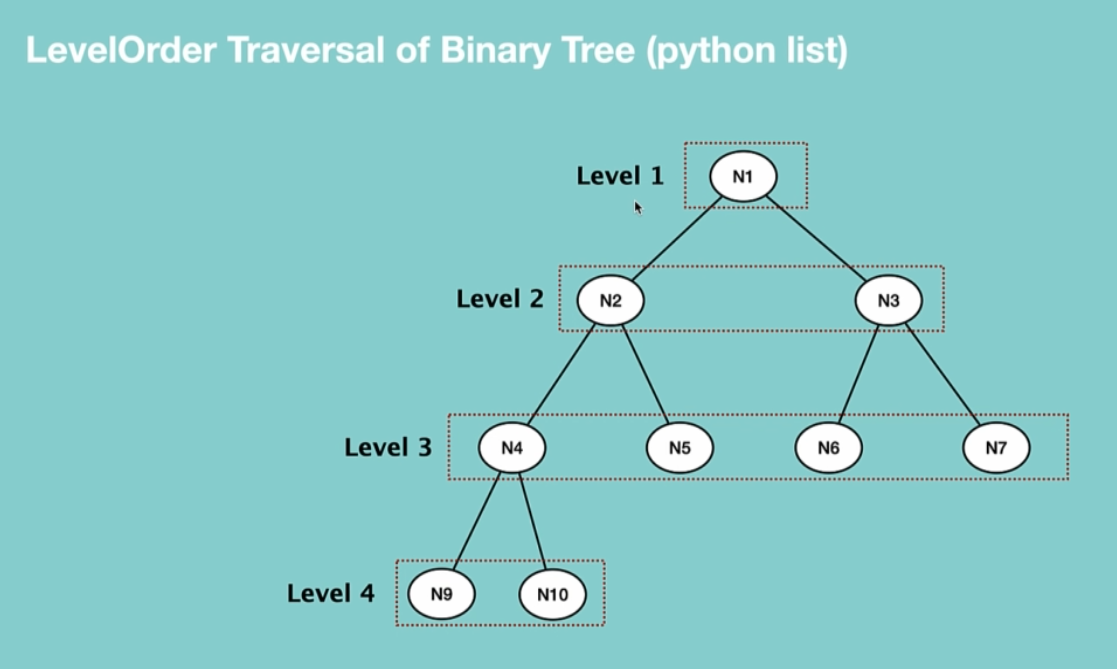 LevelOrder Traversal of Binary Tree (python list)
Level 1 N1
Level 2 N2 N3
Level 3 N4 N5 N6 N7
Level 4 N9 N10